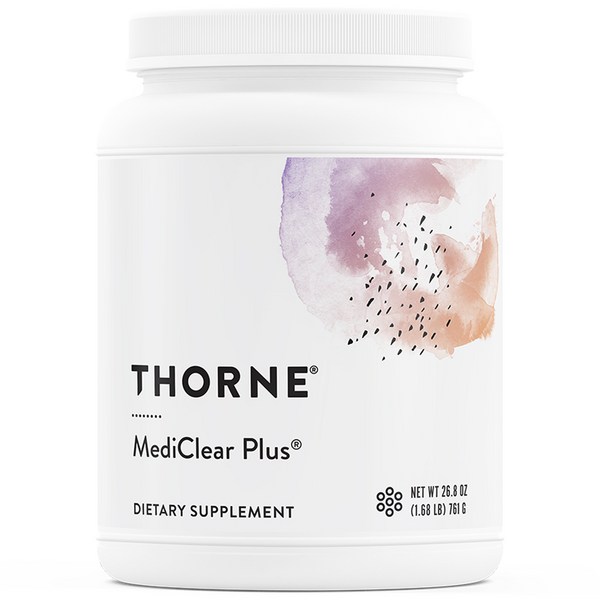 THORNE®
MediClear Plus®
DIETARY SUPPLEMENT
NET WT 26.8 OZ
(1.68 LB) 761 G